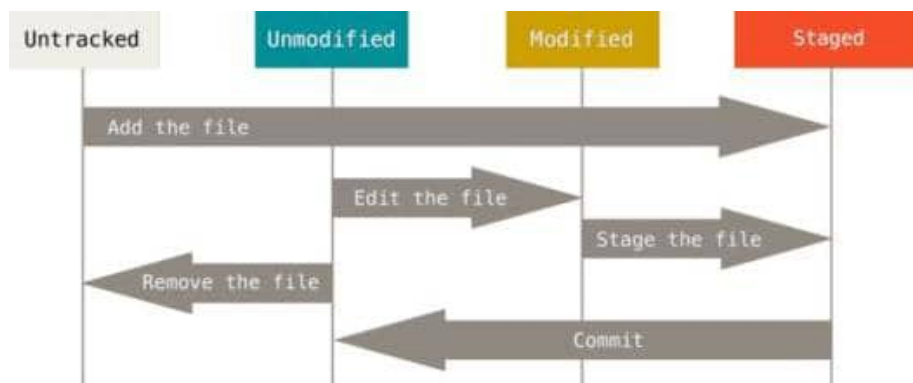 Untracked
Unmodified
Modified
Staged
Add the file
Edit the file
Stage the file
Remove the file
Commit